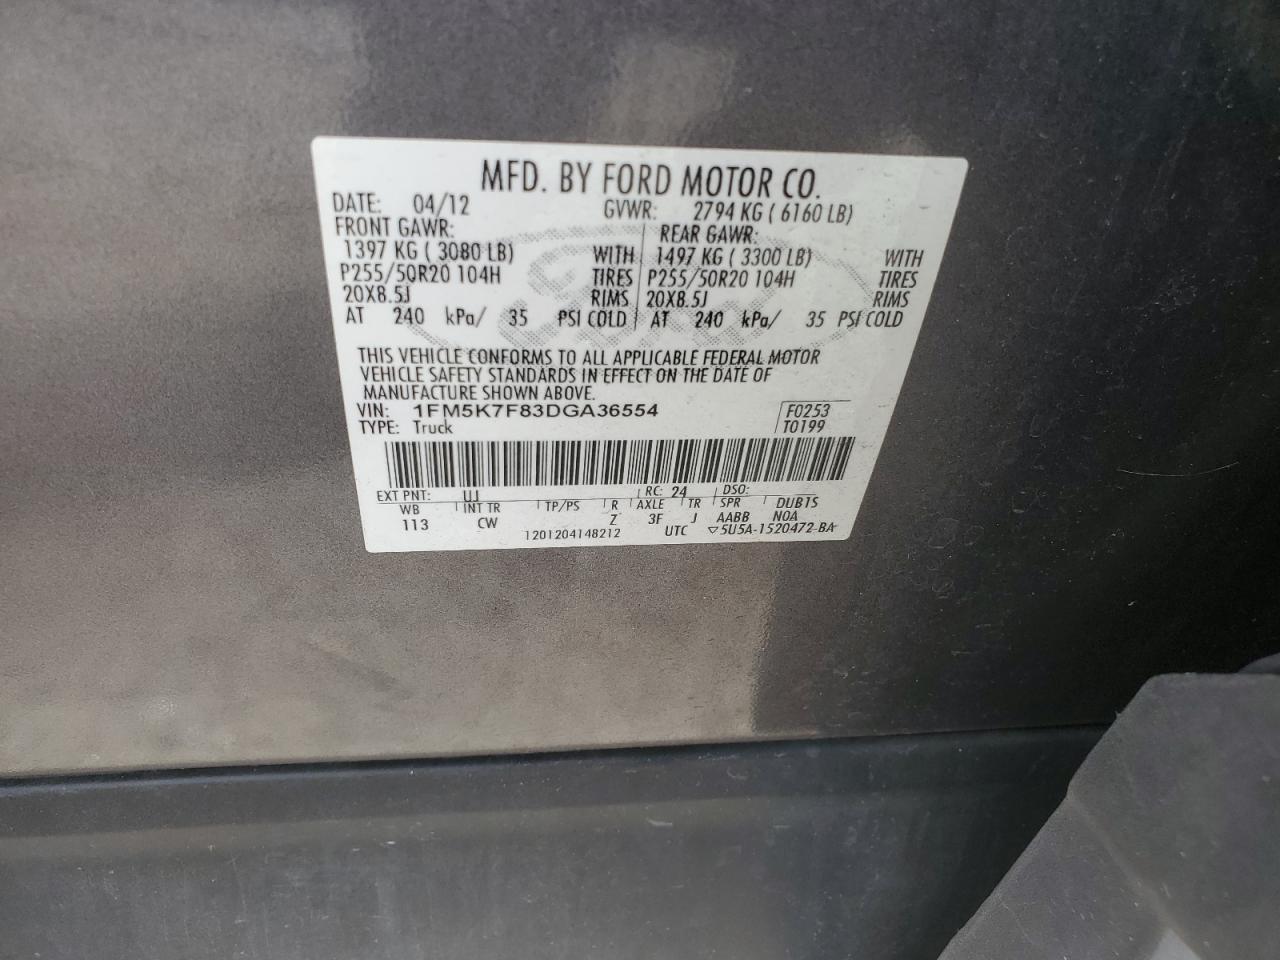 MFD. BY FORD MOTOR CO.
DATE: 04/12 GVWR: 2794 KG ( 6160 LB)
FRONT GAWR: REAR GAWR:
1397 KG ( 3080 LB) WITH 1497 KG ( 3300 LB) WITH
P255/50R20 104H TIRES P255/50R20 104H TIRES
20X8.5J RIMS 20X8.5J RIMS
AT 240 kPa/ 35 PSI COLD AT 240 kPa/ 35 PSI COLD
Ford
THIS VEHICLE CONFORMS TO ALL APPLICABLE FEDERAL MOTOR
VEHICLE SAFETY STANDARDS IN EFFECT ON THE DATE OF
MANUFACTURE SHOWN ABOVE.
VIN: 1FM5K7F83DGA36554 F0253
TYPE: Truck T0199
EXT PNT: UJ RC: 24 DSO:
WB INT TR TP/PS R AXLE TR SPR DUB1S
113 CW Z 3F J AABB NOA
1201204148212 UTC ▽5U5A-1520472-BA